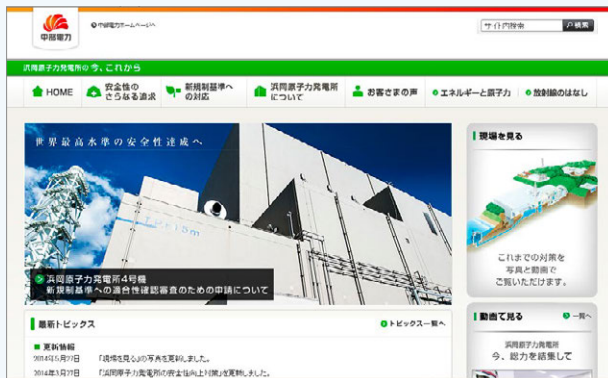 中部電力
中部電力ホームページへ
サイト内検索
検索
浜岡原子力発電所の今、これから
HOME
安全性の
さらなる追求
新規制基準へ
の対応
浜岡原子力発電所
について
お客さまの声
エネルギーと原子力
放射線のはなし
世界最高水準の安全性達成へ
浜岡原子力発電所4号機
新規制基準への適合性確認審査のための申請について
最新トピックス
トピックス一覧へ
更新情報
2014年5月27日 「現場を見る」の写真を更新しました。
2014年3月27日 「浜岡原子力発電所の安全性向上対策」を更新しました。
現場を見る
これまでの対策を
写真と動画で
ご覧いただけます。
動画で見る
一覧へ
浜岡原子力発電所
今、総力を結集して